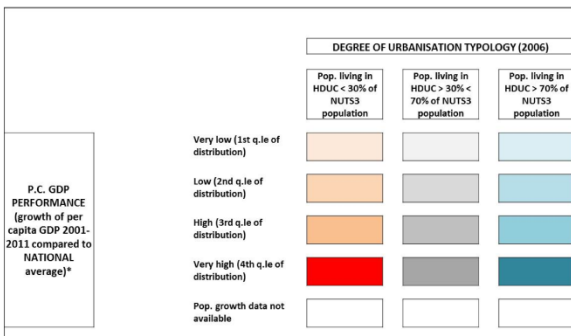 DEGREE OF URBANISATION TYPOLOGY (2006)
Pop. living in
HDUC < 30% of
NUTS3
population
Pop. living in
HDUC > 30% <
70% of NUTS3
population
Pop. living in
HDUC > 70% of
NUTS3
population
P.C. GDP
PERFORMANCE
(growth of per
capita GDP 2001-
2011 compared to
NATIONAL
average)*
Very low (1st q.le of
distribution)
Low (2nd q.le of
distribution)
High (3rd q.le of
distribution)
Very high (4th q.le of
distribution)
Pop. growth data not
available